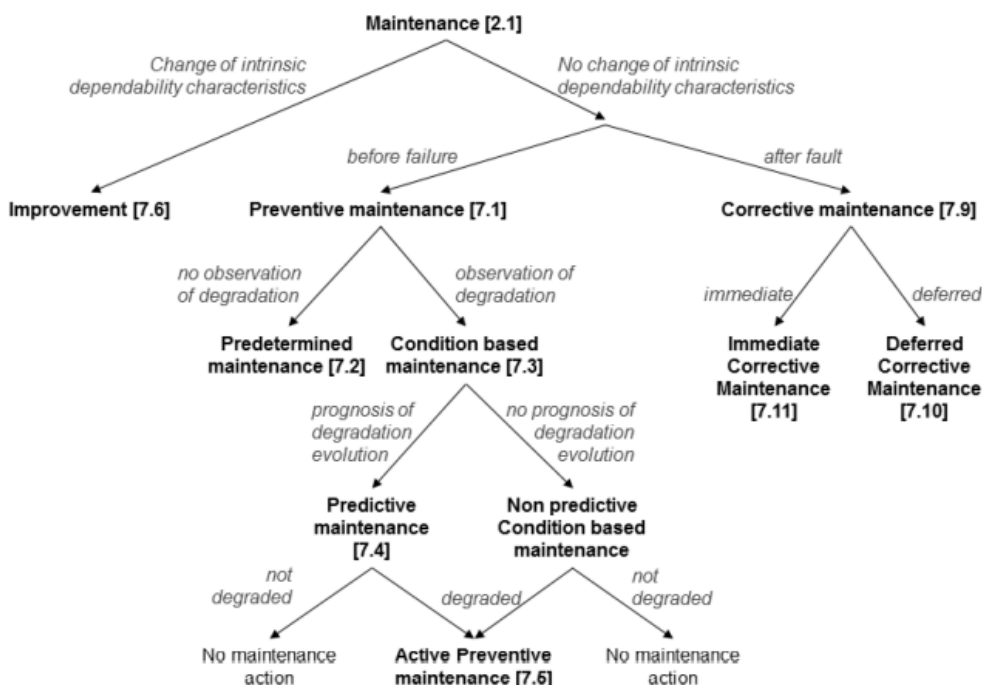 Maintenance [2.1]
Change of intrinsic
dependability characteristics
No change of intrinsic
dependability characteristics
before failure
after fault
Improvement [7.6]
Preventive maintenance [7.1]
Corrective maintenance [7.9]
no observation
of degradation
observation of
degradation
immediate
deferred
Predetermined
maintenance [7.2]
Condition based
maintenance [7.3]
Immediate
Corrective
Maintenance
[7.11]
Deferred
Corrective
Maintenance
[7.10]
prognosis of
degradation
evolution
no prognosis of
degradation
evolution
Predictive
maintenance
[7.4]
Non predictive
Condition based
maintenance
not
degraded
degraded
not
degraded
No maintenance
action
Active Preventive
maintenance [7.5]
No maintenance
action